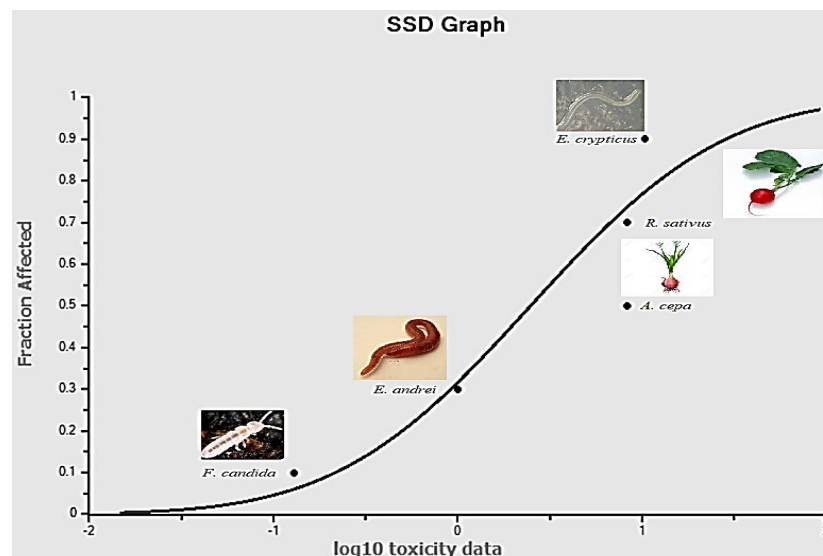 SSD Graph
1
0.9
E. crypticus
0.8
0.7
R. sativus
0.6
0.5
A. cepa
0.4
0.3
E. andrei
0.2
0.1
F. candida
0
-2
-1
0
1
Fraction Affected
log10 toxicity data